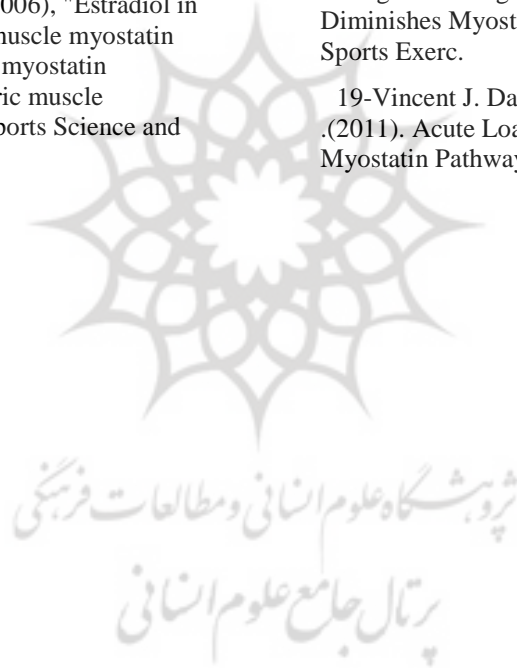 006), "Estradiol in
nuscle myostatin
myostatin
ric muscle
ports Science and
Diminishes Myost
Sports Exerc.
19-Vincent J. Da
.(2011). Acute Loa
Myostatin Pathway
پژوهشگاه علوم انسانی و مطالعات فرهنگی
پرتال جامع علوم انسانی